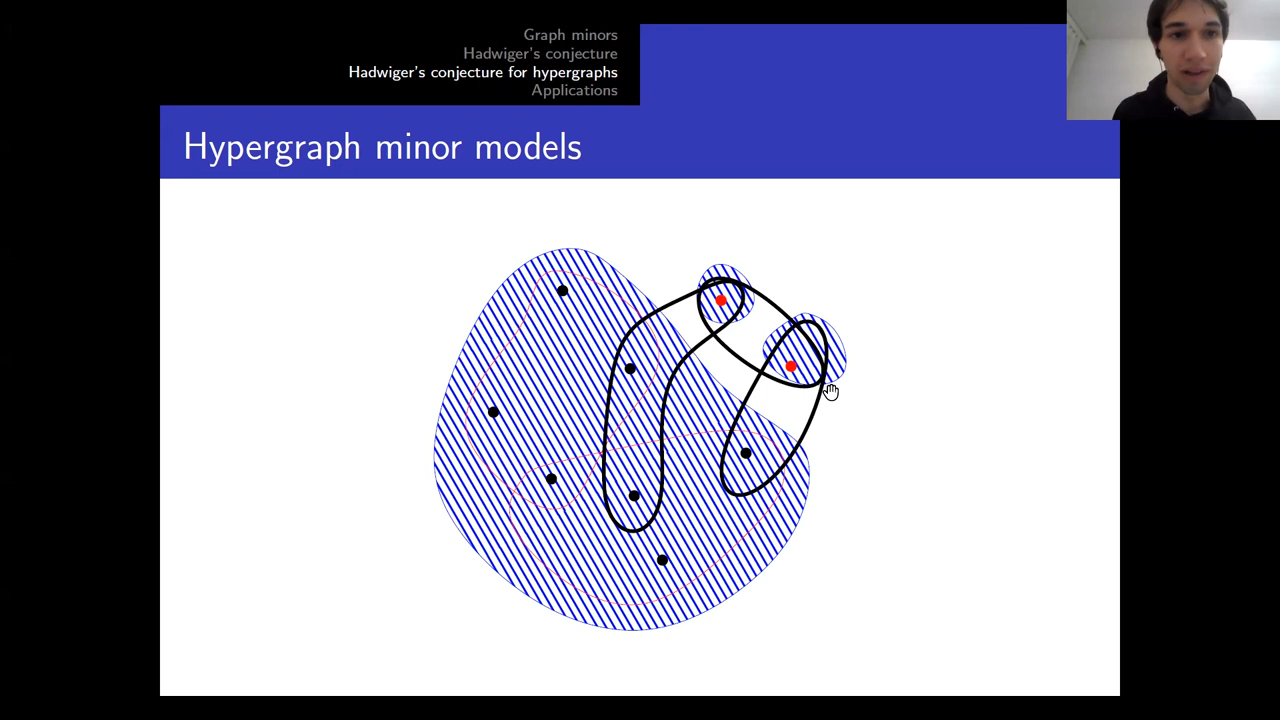 Graph minors
Hadwiger's conjecture
Hadwiger's conjecture for hypergraphs
Applications
Hypergraph minor models